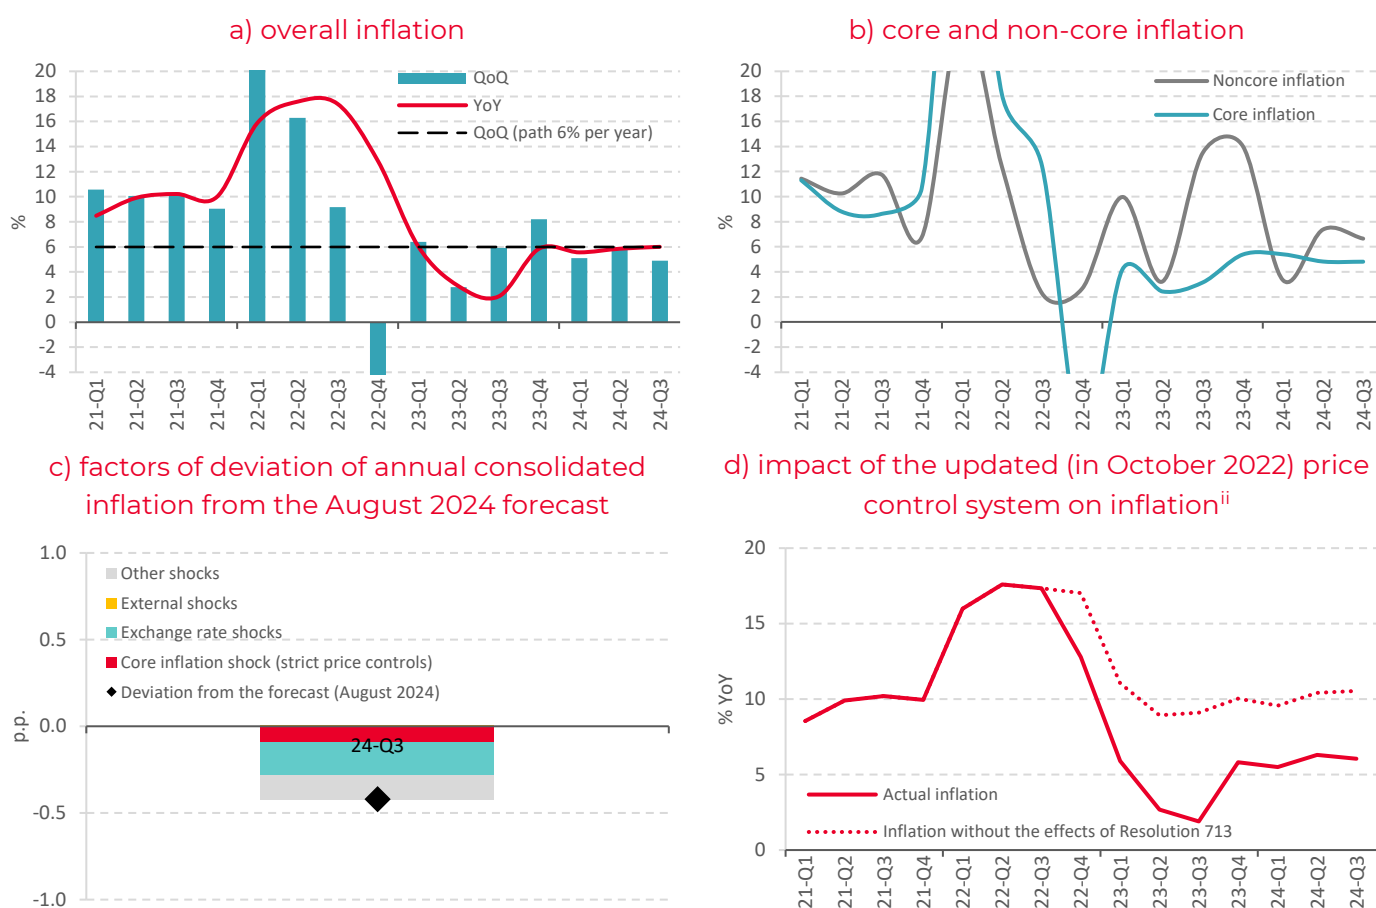 a) overall inflation
20
18
16
14
12
10
8
6
4
2
0
-2
-4
%
QoQ
YoY
QoQ (path 6% per year)
21-Q1
21-Q2
21-Q3
21-Q4
22-Q1
22-Q2
22-Q3
22-Q4
23-Q1
23-Q2
23-Q3
23-Q4
24-Q1
24-Q2
24-Q3
b) core and non-core inflation
20
18
16
14
12
10
8
6
4
2
0
-2
-4
%
Noncore inflation
Core inflation
21-Q1
21-Q2
21-Q3
21-Q4
22-Q1
22-Q2
22-Q3
22-Q4
23-Q1
23-Q2
23-Q3
23-Q4
24-Q1
24-Q2
24-Q3
c) factors of deviation of annual consolidated
inflation from the August 2024 forecast
1.0
0.5
0.0
-0.5
-1.0
p.p.
Other shocks
External shocks
Exchange rate shocks
Core inflation shock (strict price controls)
Deviation from the forecast (August 2024)
24-Q3
d) impact of the updated (in October 2022) price
control system on inflationⁱⁱ
20
15
10
5
0
% YoY
Actual inflation
Inflation without the effects of Resolution 713
21-Q1
21-Q2
21-Q3
21-Q4
22-Q1
22-Q2
22-Q3
22-Q4
23-Q1
23-Q2
23-Q3
23-Q4
24-Q1
24-Q2
24-Q3